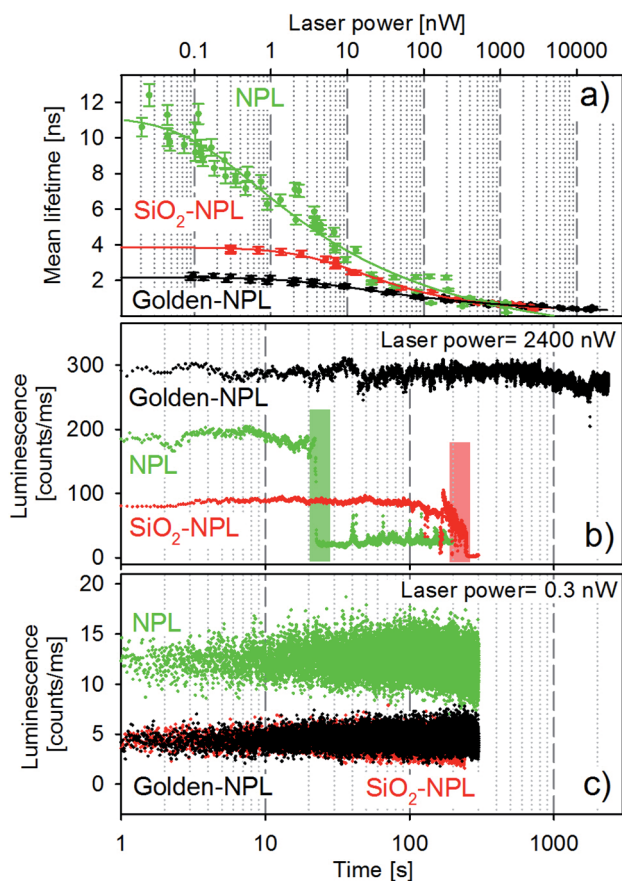 Laser power [nW]
0.1 1 10 100 1000 10000
a)
NPL
SiO₂-NPL
Golden-NPL
Mean lifetime [ns]
12
10
8
6
4
2
Laser power= 2400 nW
Golden-NPL
NPL
SiO₂-NPL
b)
Luminescence
[counts/ms]
300
200
100
0
Laser power= 0.3 nW
NPL
Golden-NPL
SiO₂-NPL
c)
Luminescence
[counts/ms]
20
15
10
5
0
1 10 100 1000
Time [s]